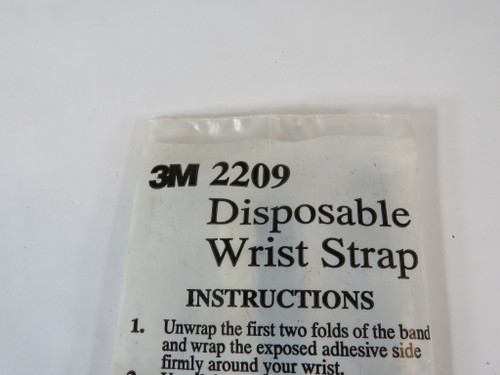 3M 2209
Disposable
Wrist Strap
INSTRUCTIONS
1. Unwrap the first two folds of the band
and wrap the exposed adhesive side
firmly around your wrist.
2.